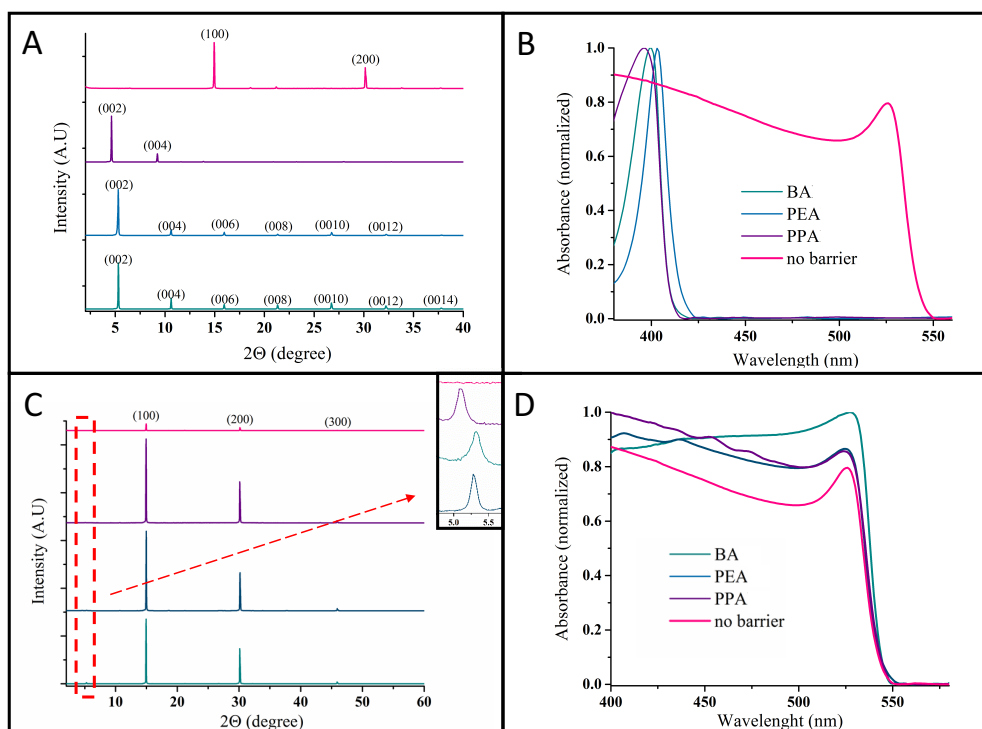 A
Intensity (A.U)
(100)
(200)
(002)
(004)
(002)
(004)
(006)
(008)
(0010)
(0012)
(002)
(004)
(006)
(008)
(0010)
(0012)
(0014)
5
10
15
20
25
30
35
40
2Θ (degree)
B
Absorbance (normalized)
1.0
0.8
0.6
0.4
0.2
0.0
BA
PEA
PPA
no barrier
400
450
500
550
Wavelength (nm)
C
Intensity (A.U)
(100)
(200)
(300)
5.0
5.5
10
20
30
40
50
60
2Θ (degree)
D
Absorbance (normalized)
1.0
0.8
0.6
0.4
0.2
0.0
BA
PEA
PPA
no barrier
400
450
500
550
Wavelenght (nm)